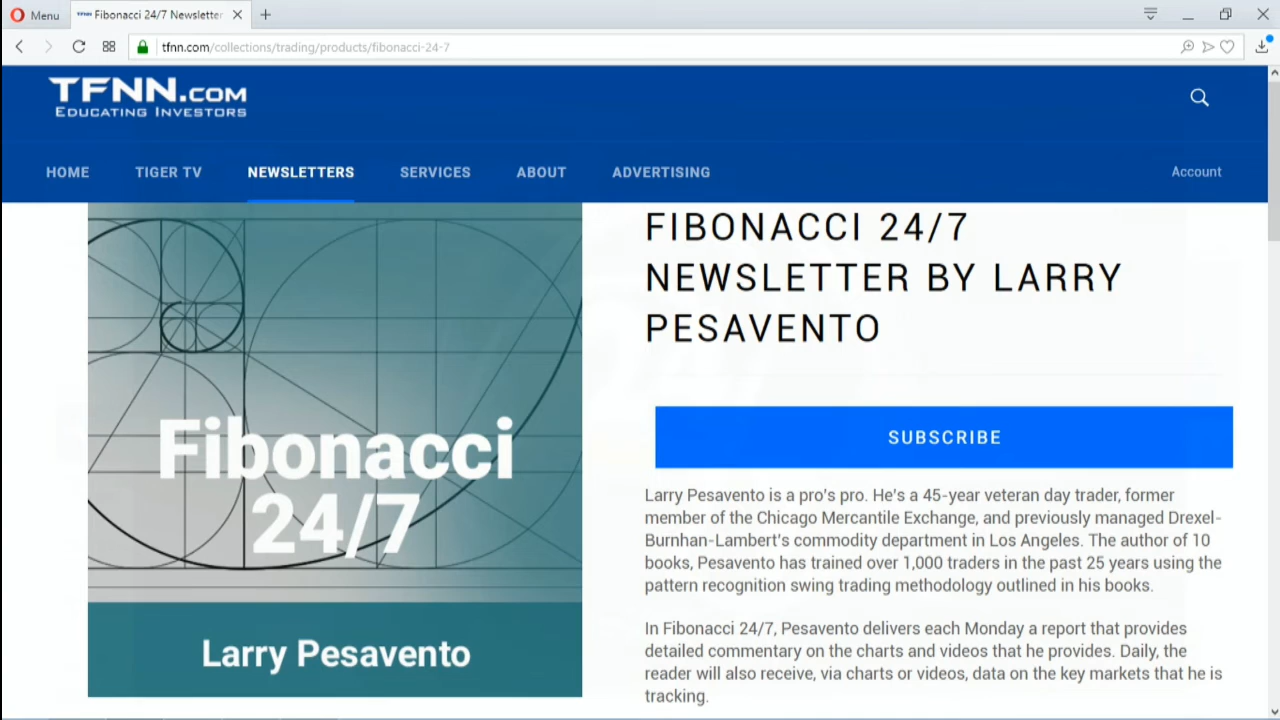 Menu
Fibonacci 24/7 Newsletter
tfnn.com/collections/trading/products/fibonacci-24-7
TFNN.COM
EDUCATING INVESTORS
HOME
TIGER TV
NEWSLETTERS
SERVICES
ABOUT
ADVERTISING
Account
Fibonacci
24/7
Larry Pesavento
FIBONACCI 24/7
NEWSLETTER BY LARRY
PESAVENTO
SUBSCRIBE
Larry Pesavento is a pro's pro. He's a 45-year veteran day trader, former
member of the Chicago Mercantile Exchange, and previously managed Drexel-
Burnhan-Lambert's commodity department in Los Angeles. The author of 10
books, Pesavento has trained over 1,000 traders in the past 25 years using the
pattern recognition swing trading methodology outlined in his books.
In Fibonacci 24/7, Pesavento delivers each Monday a report that provides
detailed commentary on the charts and videos that he provides. Daily, the
reader will also receive, via charts or videos, data on the key markets that he is
tracking.